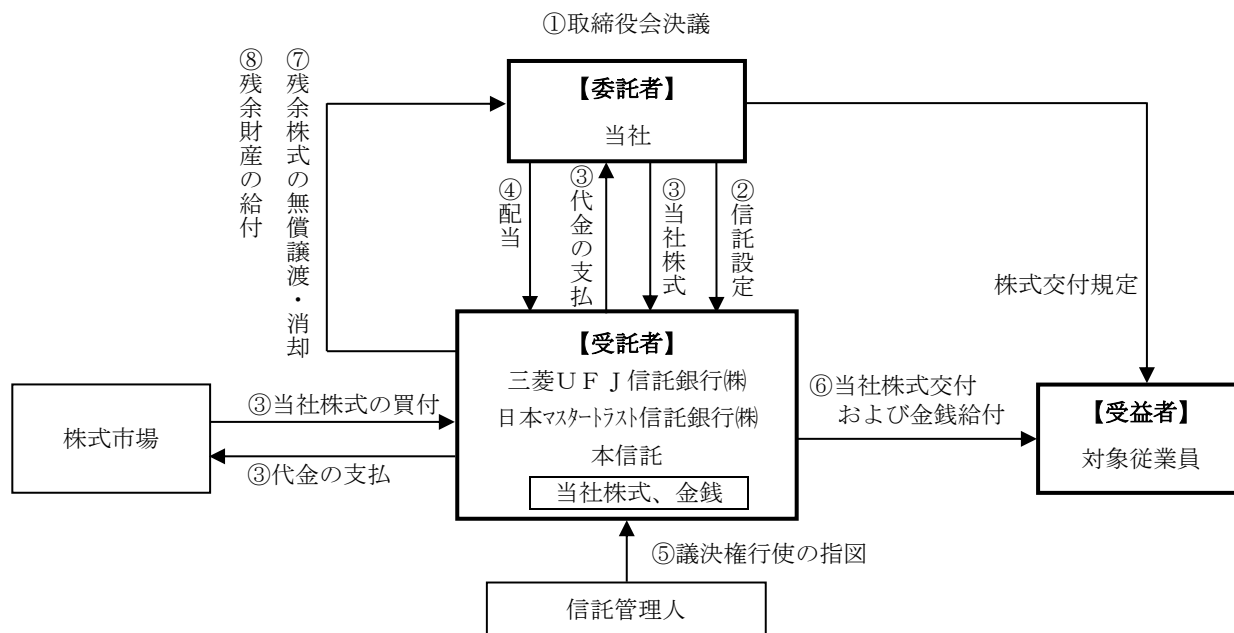 ①取締役会決議
⑧残余財産の給付
⑦残余株式の無償譲渡・消却
【委託者】
当社
④配当
③代金の支払
③当社株式
②信託設定
株式交付規定
【受託者】
三菱ＵＦＪ信託銀行㈱
日本マスタートラスト信託銀行㈱
本信託
当社株式、金銭
株式市場
③当社株式の買付
③代金の支払
⑥当社株式交付
および金銭給付
【受益者】
対象従業員
⑤議決権行使の指図
信託管理人